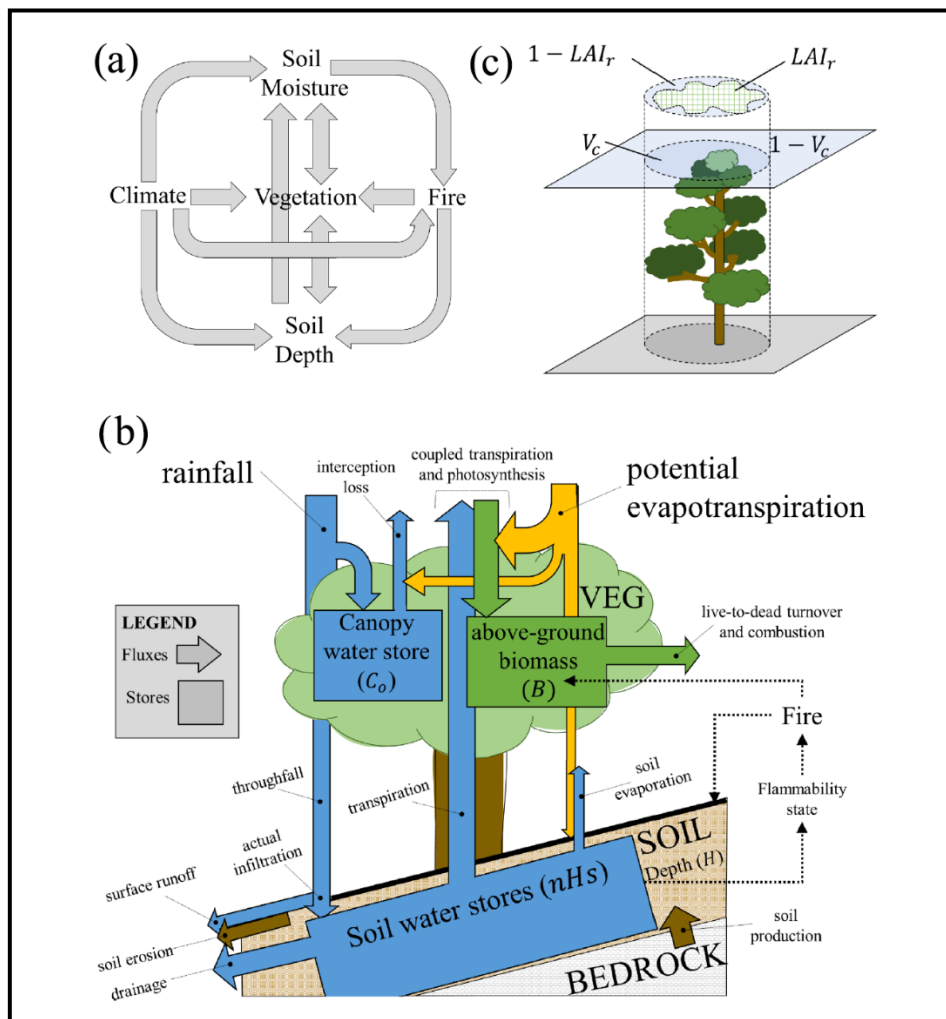 (a)
Soil
Moisture
Climate
Vegetation
Fire
Soil
Depth
(c)
1 − LAI_r
LAI_r
V_c
1 − V_c
(b)
rainfall
interception
loss
coupled transpiration
and photosynthesis
potential
evapotranspiration
VEG
LEGEND
Fluxes
Stores
Canopy
water store
(C_o)
above-ground
biomass
(B)
live-to-dead turnover
and combustion
Fire
Flammability
state
throughfall
transpiration
soil
evaporation
actual
infiltration
surface runoff
soil erosion
drainage
SOIL
Depth (H)
Soil water stores (nHs)
soil
production
BEDROCK